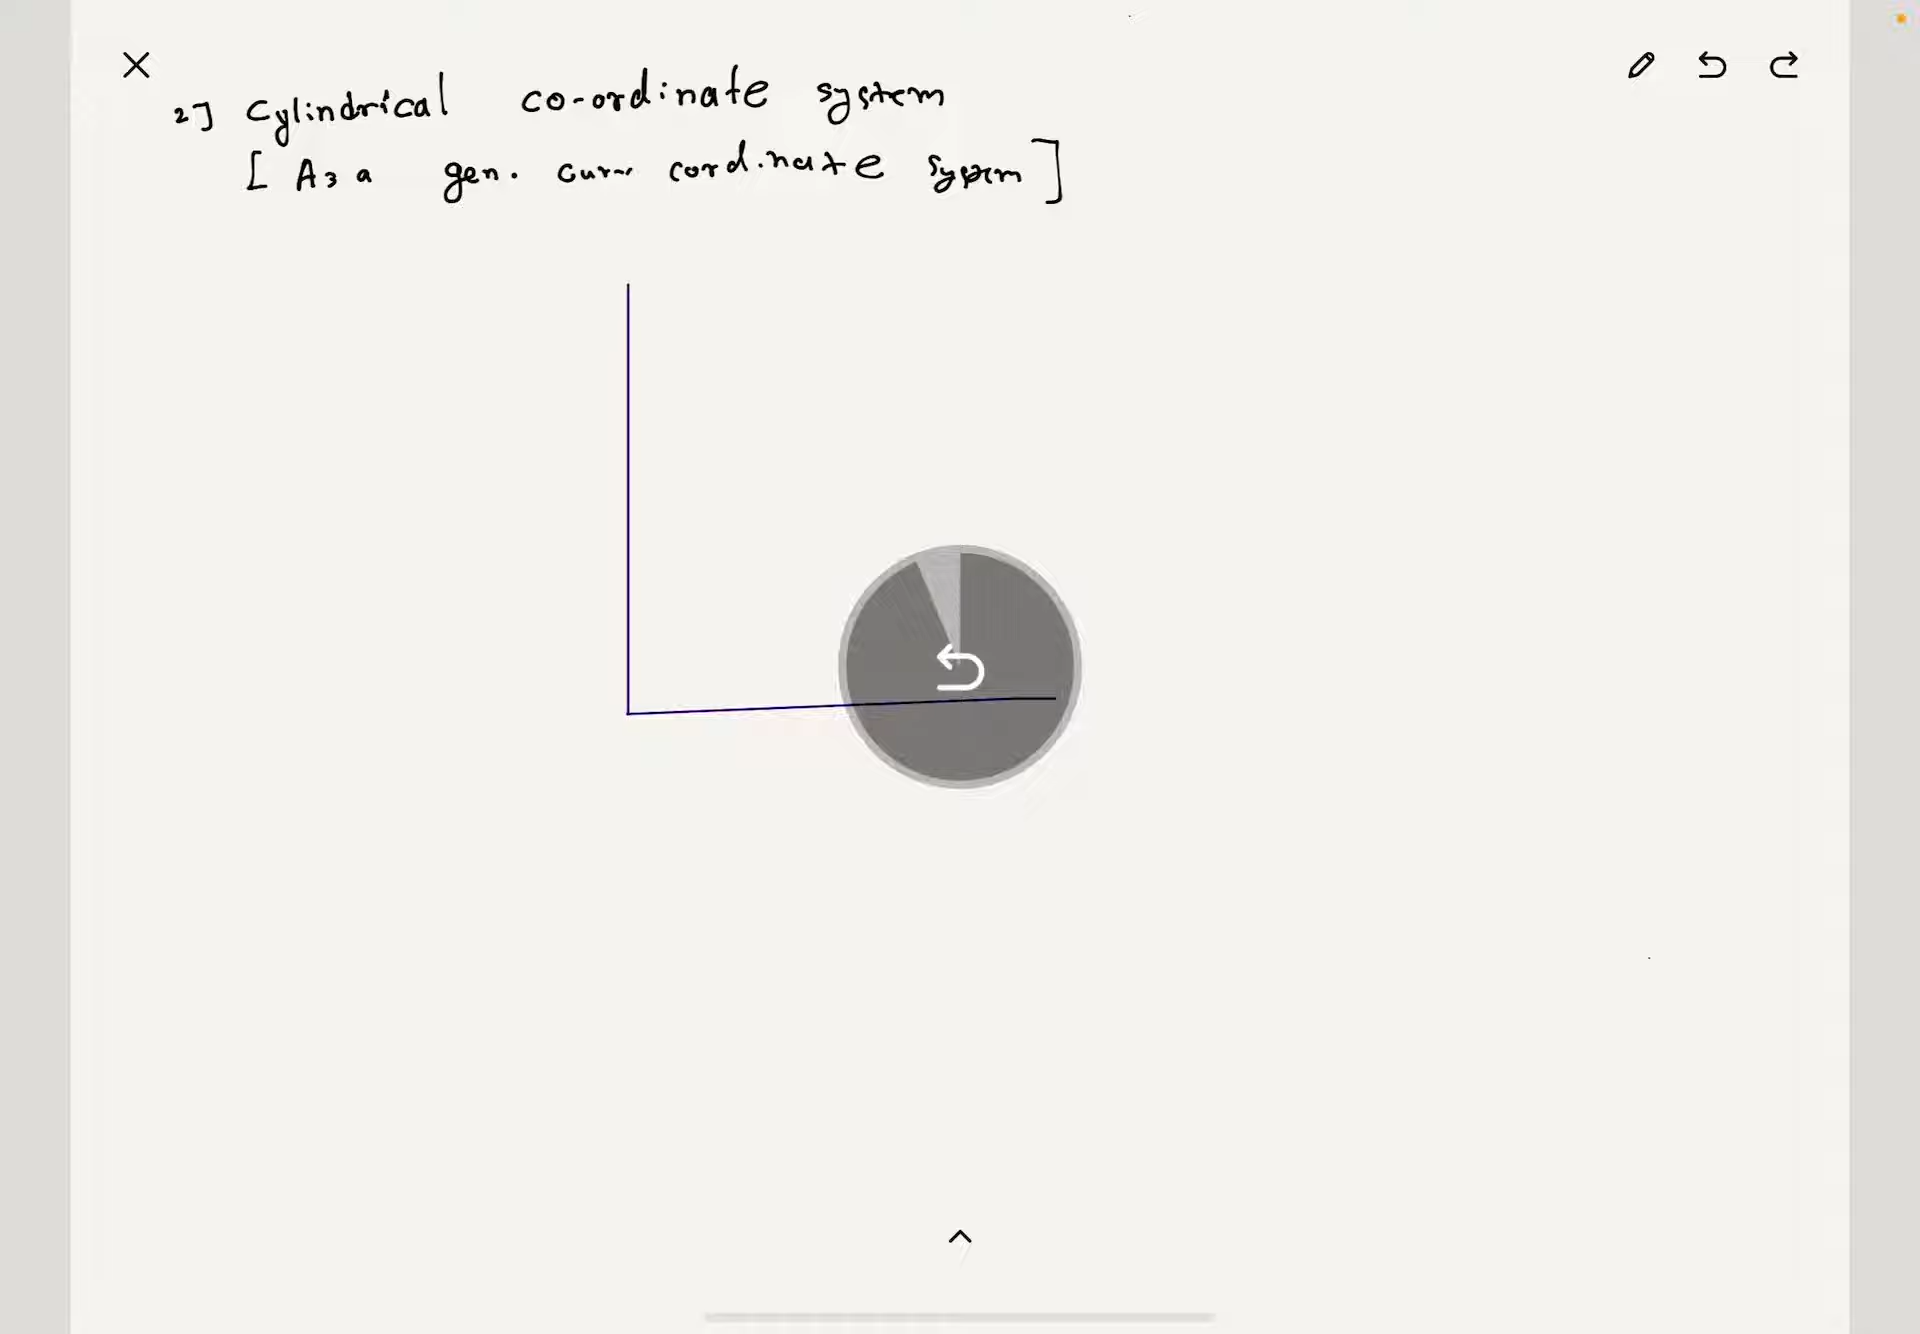 2] Cylindrical co-ordinate system
[ As a gen. curv cordinate system ]